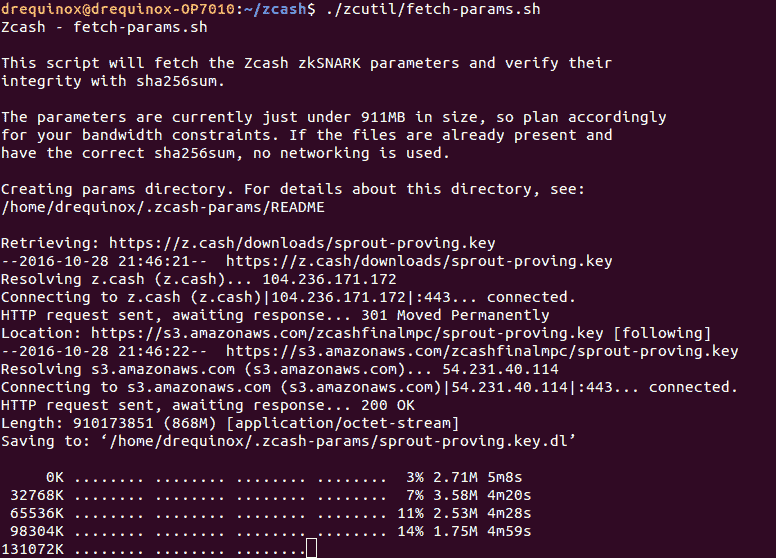 drequinox@drequinox-OP7010:~/zcash$ ./zcutil/fetch-params.sh
Zcash - fetch-params.sh
This script will fetch the Zcash zkSNARK parameters and verify their
integrity with sha256sum.
The parameters are currently just under 911MB in size, so plan accordingly
for your bandwidth constraints. If the files are already present and
have the correct sha256sum, no networking is used.
Creating params directory. For details about this directory, see:
/home/drequinox/.zcash-params/README
Retrieving: https://z.cash/downloads/sprout-proving.key
--2016-10-28 21:46:21--  https://z.cash/downloads/sprout-proving.key
Resolving z.cash (z.cash)... 104.236.171.172
Connecting to z.cash (z.cash)|104.236.171.172|:443... connected.
HTTP request sent, awaiting response... 301 Moved Permanently
Location: https://s3.amazonaws.com/zcashfinalmpc/sprout-proving.key [following]
--2016-10-28 21:46:22--  https://s3.amazonaws.com/zcashfinalmpc/sprout-proving.key
Resolving s3.amazonaws.com (s3.amazonaws.com)... 54.231.40.114
Connecting to s3.amazonaws.com (s3.amazonaws.com)|54.231.40.114|:443... connected.
HTTP request sent, awaiting response... 200 OK
Length: 910173851 (868M) [application/octet-stream]
Saving to: ‘/home/drequinox/.zcash-params/sprout-proving.key.dl’
     0K ........ ........ ........ ........  3% 2.71M 5m8s
 32768K ........ ........ ........ ........  7% 3.58M 4m20s
 65536K ........ ........ ........ ........ 11% 2.53M 4m28s
 98304K ........ ........ ........ ........ 14% 1.75M 4m59s
131072K ........ ........ ........